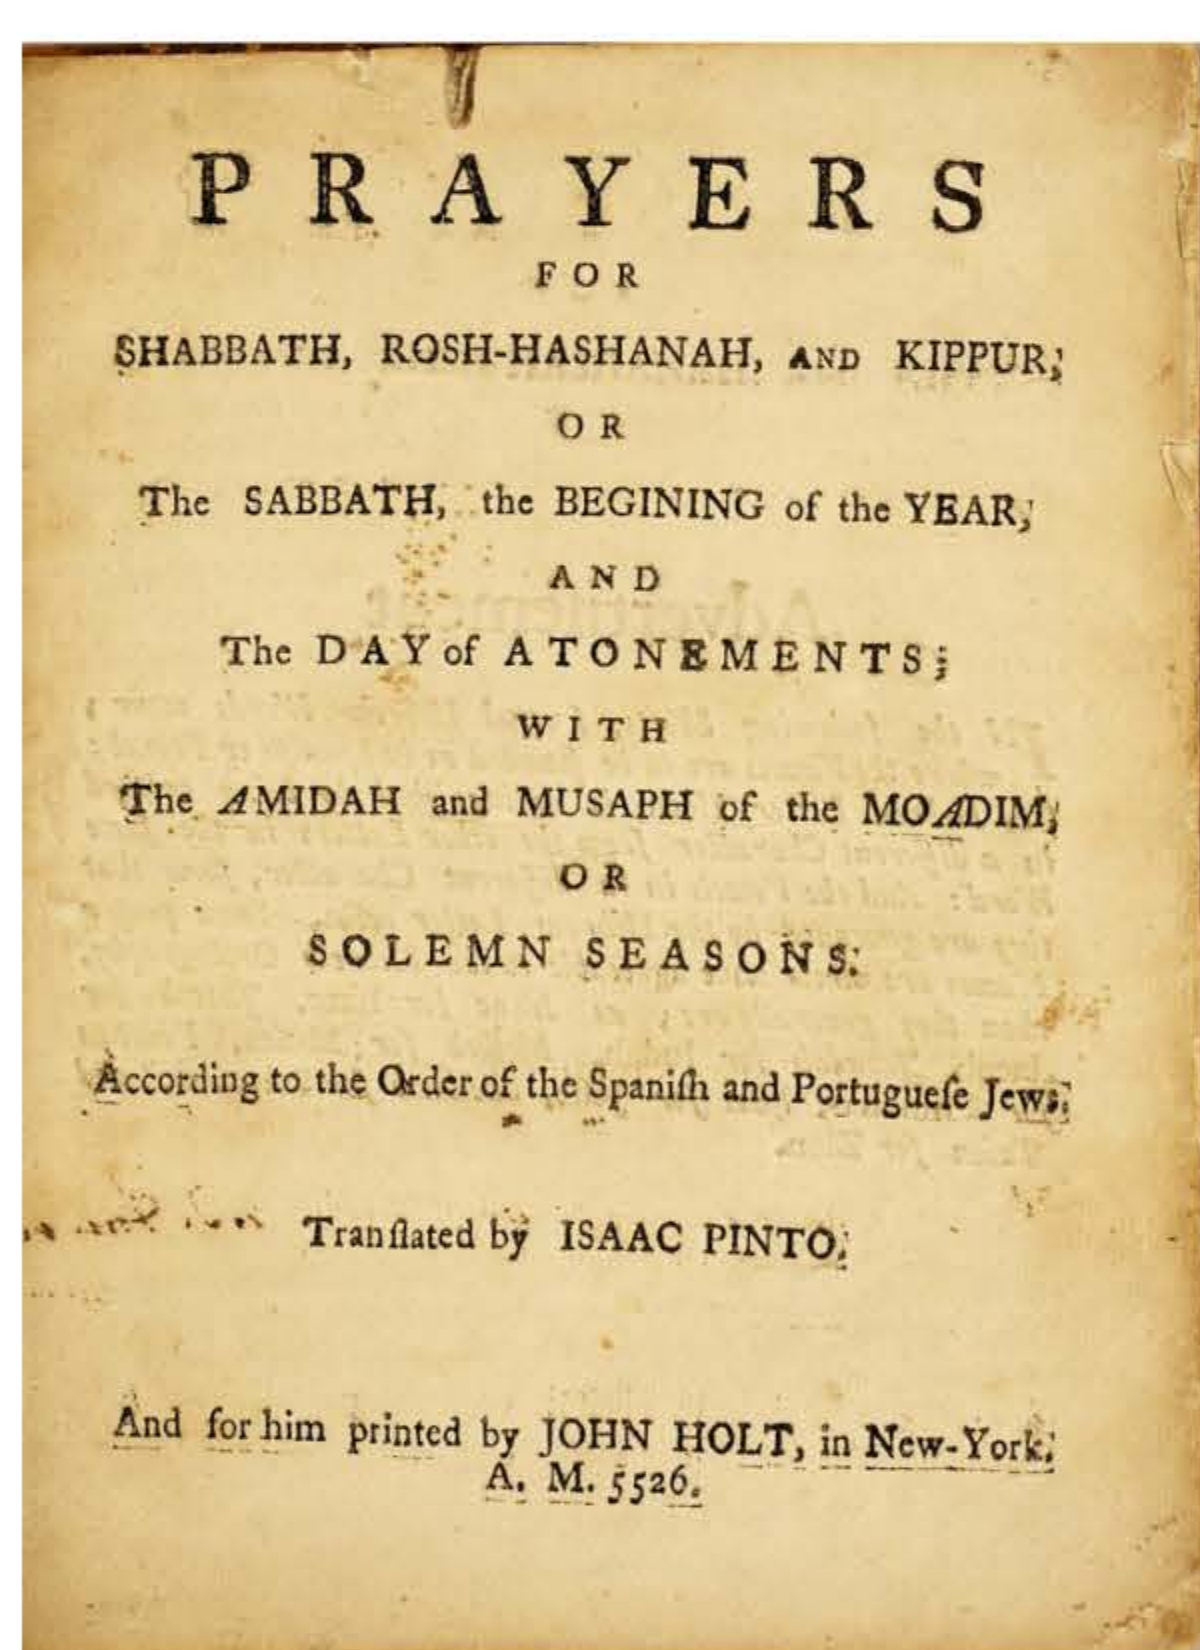 PRAYERS
FOR
SHABBATH, ROSH-HASHANAH, AND KIPPUR;
OR
The SABBATH, the BEGINING of the YEAR;
AND
The DAY of ATONEMENTS;
WITH
The AMIDAH and MUSAPH of the MOADIM;
OR
SOLEMN SEASONS.
According to the Order of the Spaniſh and Portugueſe Jews.
Tranſlated by ISAAC PINTO.
And for him printed by JOHN HOLT, in New-York.
A. M. 5526.